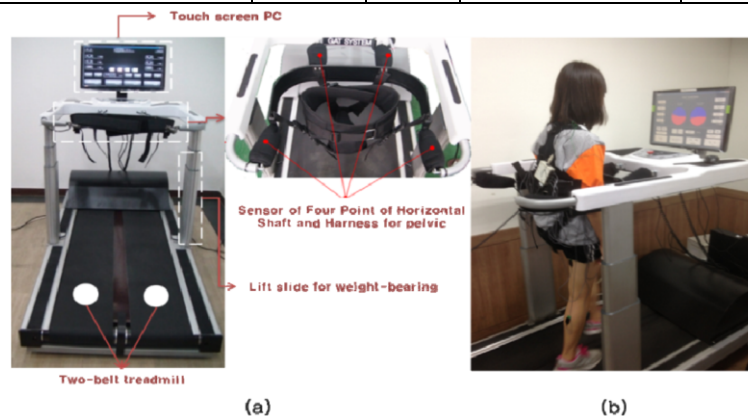 Touch screen PC
GAIT SYSTEM
Sensor of Four Point of Horizontal
Shaft and Harness for pelvic
Lift slide for weight-bearing
Two-belt treadmill
(a)
(b)